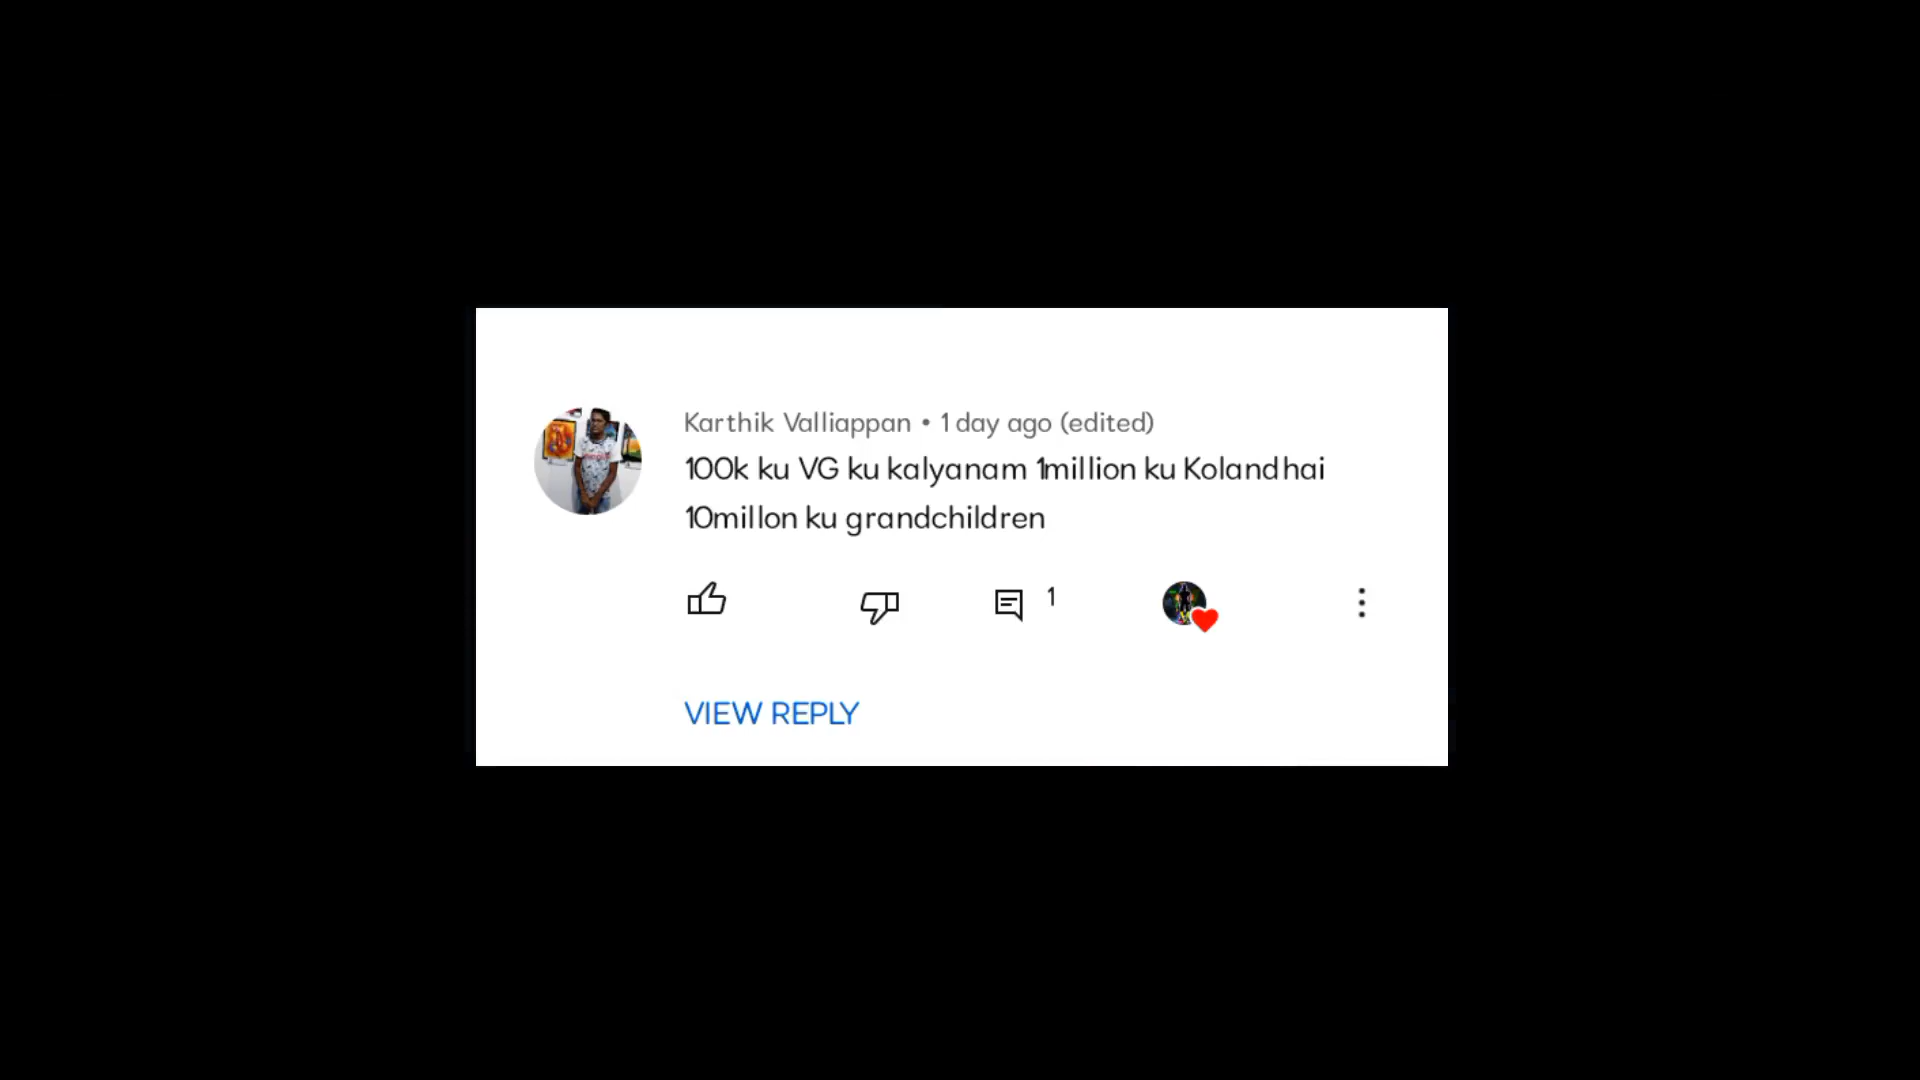 Karthik Valliappan • 1 day ago (edited)
100k ku VG ku kalyanam 1million ku Kolandhai
10millon ku grandchildren
1
VIEW REPLY